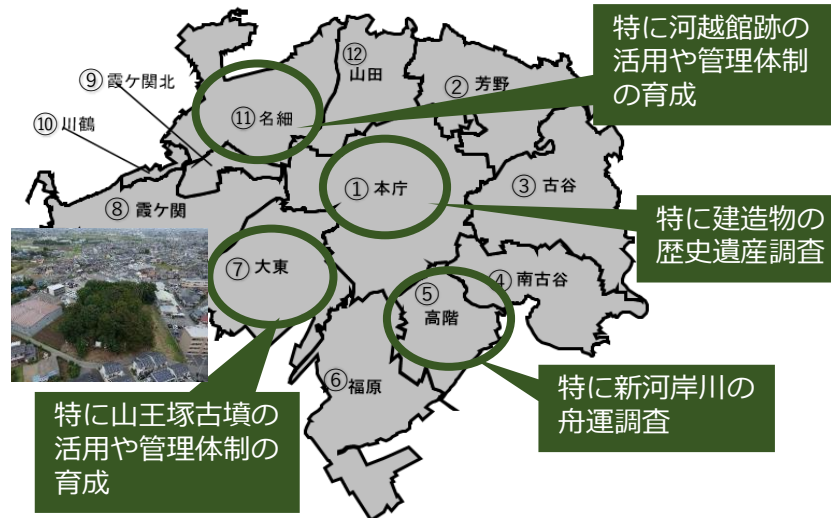 特に河越館跡の
活用や管理体制
の育成
⑫
山田
② 芳野
⑨ 霞ケ関北
⑪ 名細
⑩ 川鶴
① 本庁
③ 古谷
⑧ 霞ケ関
特に建造物の
歴史遺産調査
⑦ 大東
④ 南古谷
⑤
高階
⑥ 福原
特に新河岸川の
舟運調査
特に山王塚古墳の
活用や管理体制の
育成